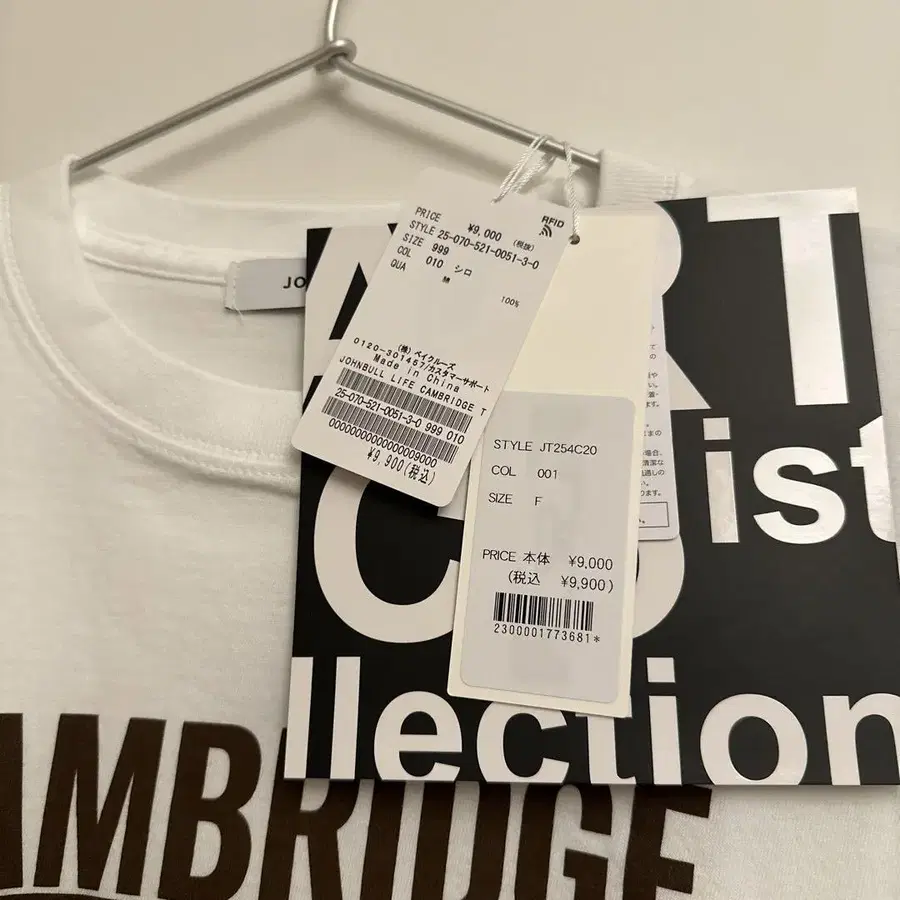 JO
PRICE ¥9,000 (税抜)
RFID
STYLE 25-070-521-0051-3-0
SIZE 999
COL 010 シロ
QUA M
100%
(株) ベイクルーズ
0120-301457/カスタマーサポート
Made in China
JOHNBULL LIFE CAMBRIDGE T
25-070-521-0051-3-0 999 010
0000000000000000009000
¥9,900(税込)
STYLE JT254C20
COL 001
SIZE F
PRICE 本体 ¥9,000
(税込 ¥9,900)
2300001773681*
ist
llection
AMBRIDGE